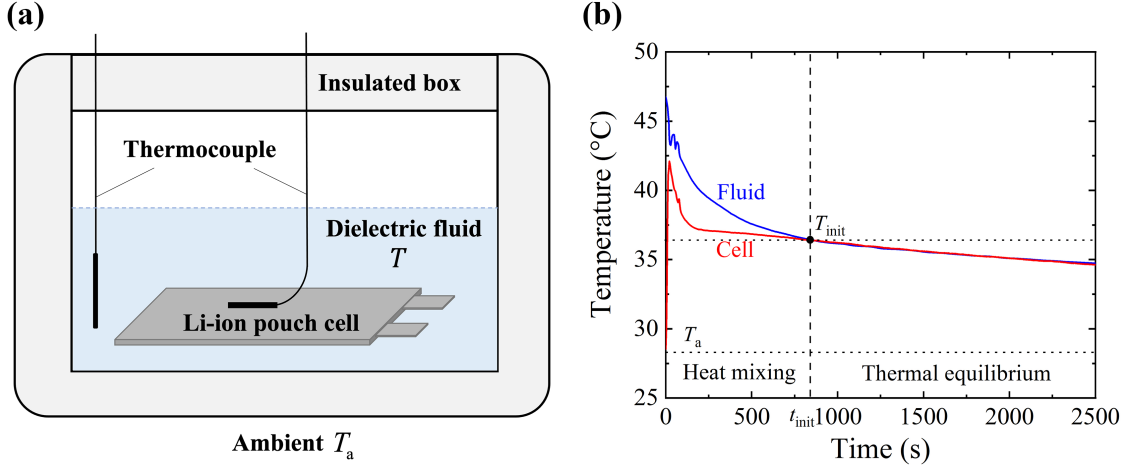 (a)
Insulated box
Thermocouple
Dielectric fluid
T
Li-ion pouch cell
Ambient Ta
(b)
Temperature (°C)
50
45
40
35
30
25
Fluid
Cell
Tinit
Ta
Heat mixing
Thermal equilibrium
0 500 tinit 1000 1500 2000 2500
Time (s)